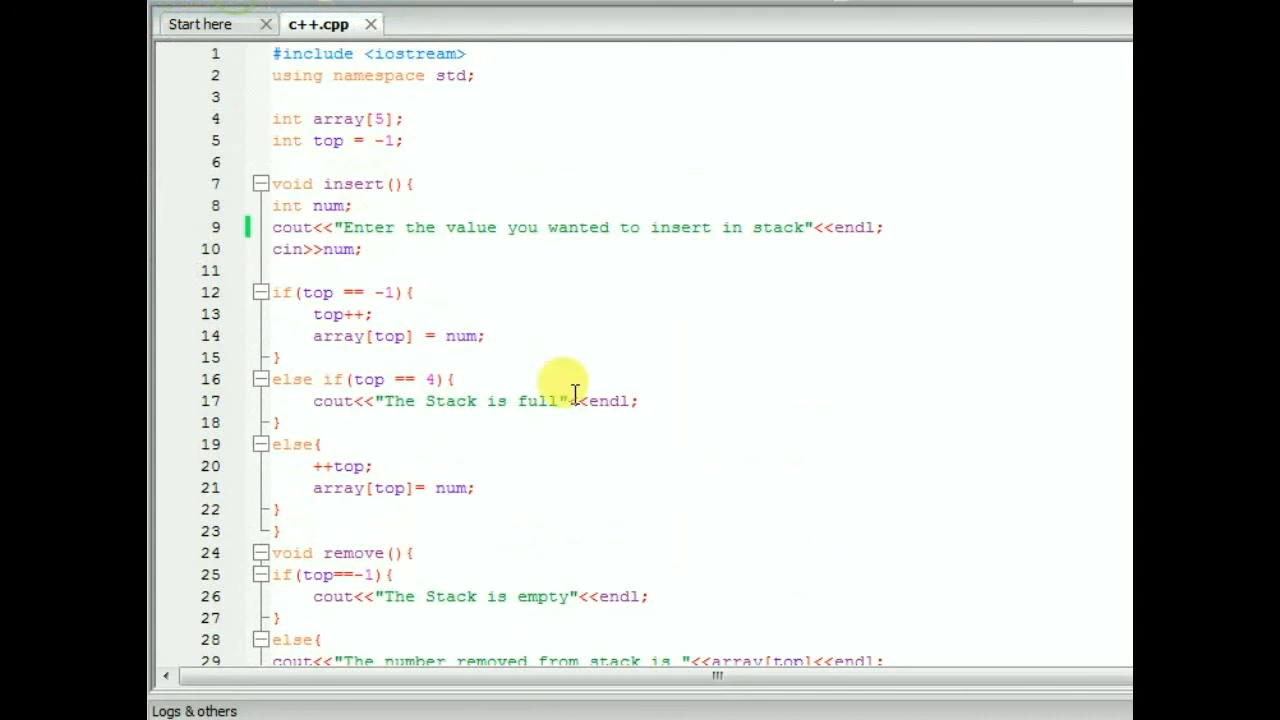 Start here
c++.cpp
1 #include <iostream>
2 using namespace std;
3
4 int array[5];
5 int top = -1;
6
7 void insert(){
8 int num;
9 cout<<"Enter the value you wanted to insert in stack"<<endl;
10 cin>>num;
11
12 if(top == -1){
13 top++;
14 array[top] = num;
15 }
16 else if(top == 4){
17 cout<<"The Stack is full"<<endl;
18 }
19 else{
20 ++top;
21 array[top]= num;
22 }
23 }
24 void remove(){
25 if(top==-1){
26 cout<<"The Stack is empty"<<endl;
27 }
28 else{
29 cout<<"The number removed from stack is "<<array[top]<<endl;
Logs & others